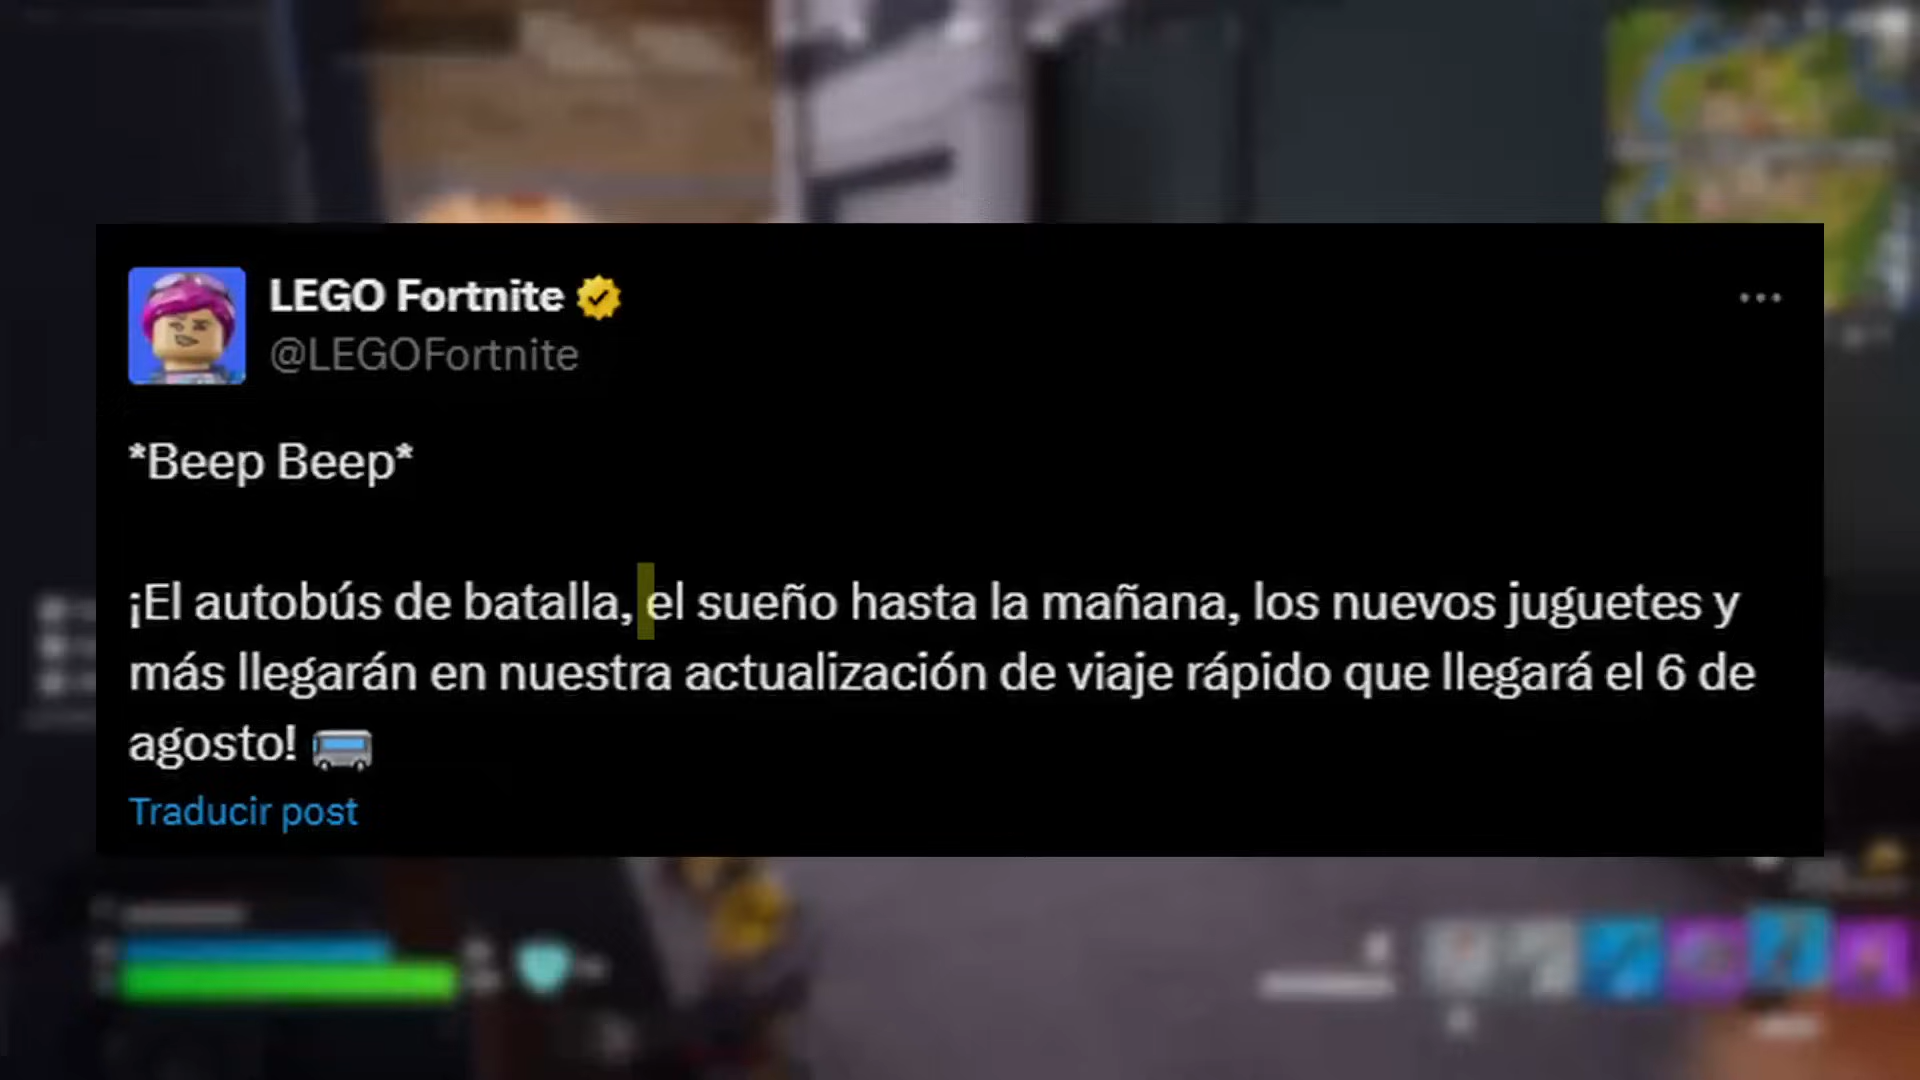 LEGO Fortnite
@LEGOFortnite
*Beep Beep*
¡El autobús de batalla, el sueño hasta la mañana, los nuevos juguetes y
más llegarán en nuestra actualización de viaje rápido que llegará el 6 de
agosto!
Traducir post